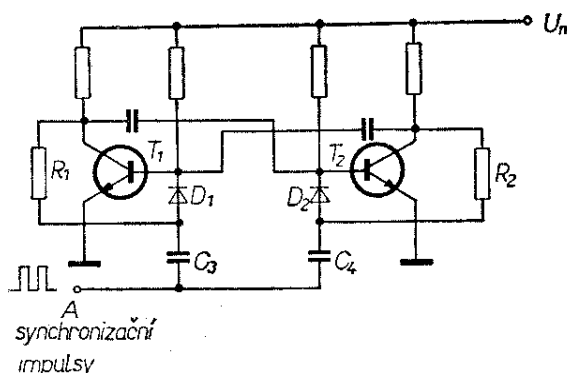 Uₙ
T₁
T₂
R₁
D₁
D₂
R₂
C₃
C₄
A
synchronizační
impulsy